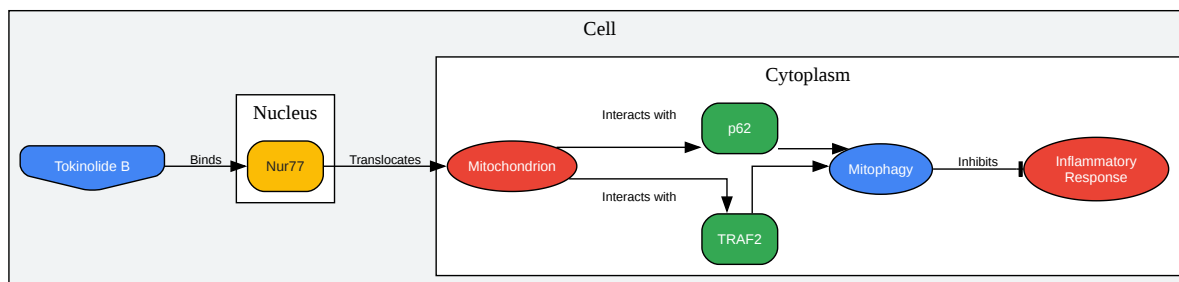 Cell
Cytoplasm
Nucleus
Tokinolide B
Binds
Nur77
Translocates
Mitochondrion
Interacts with
p62
Interacts with
TRAF2
Mitophagy
Inhibits
Inflammatory
Response